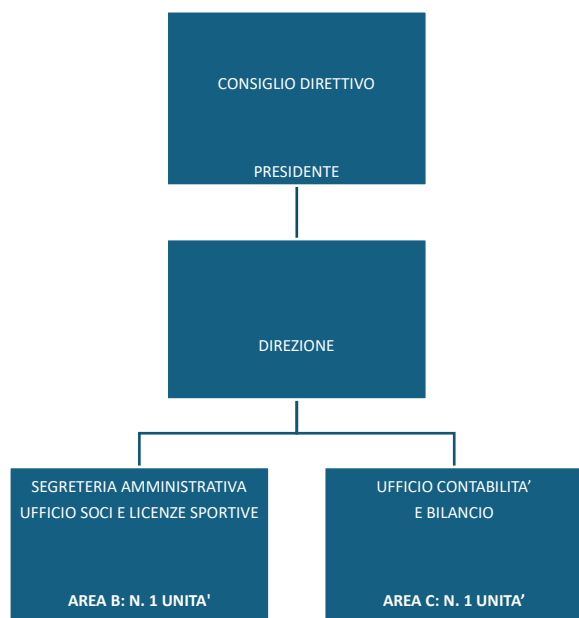 CONSIGLIO DIRETTIVO
PRESIDENTE
DIREZIONE
SEGRETERIA AMMINISTRATIVA
UFFICIO SOCI E LICENZE SPORTIVE
AREA B: N. 1 UNITA'
UFFICIO CONTABILITA’
E BILANCIO
AREA C: N. 1 UNITA’